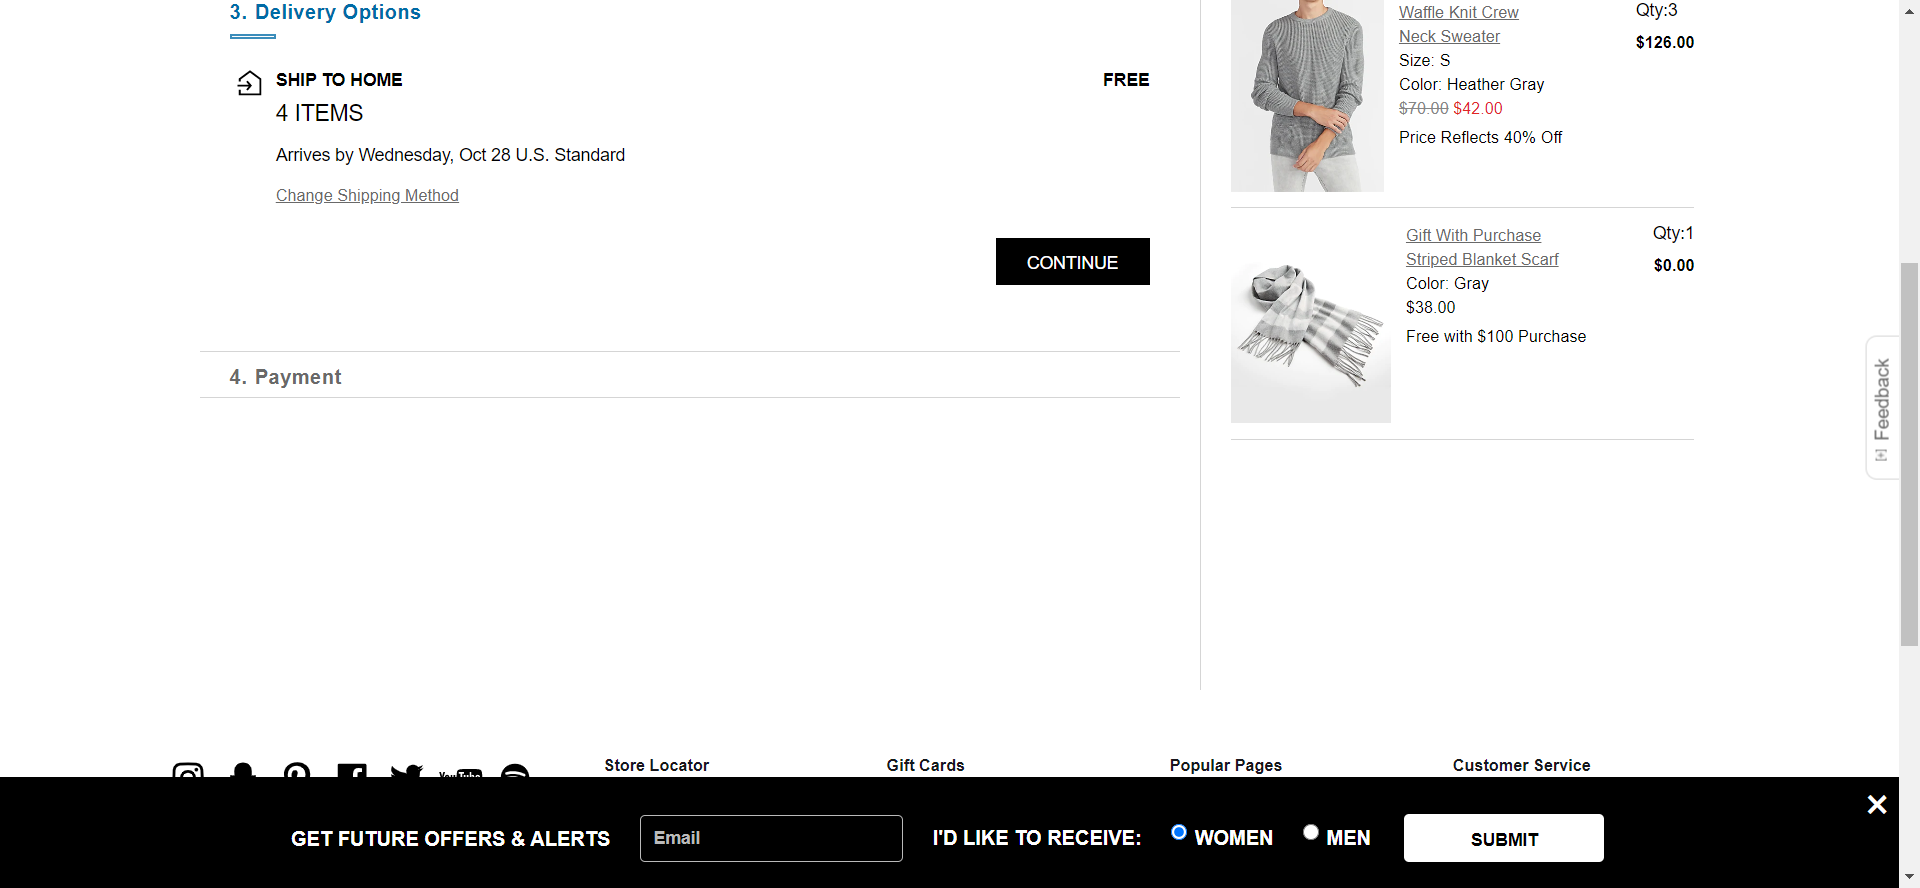 3. Delivery Options
SHIP TO HOME
FREE
4 ITEMS
Arrives by Wednesday, Oct 28 U.S. Standard
Change Shipping Method
CONTINUE
4. Payment
Waffle Knit Crew
Neck Sweater
Size: S
Color: Heather Gray
$70.00 $42.00
Price Reflects 40% Off
Qty:3
$126.00
Gift With Purchase
Striped Blanket Scarf
Color: Gray
$38.00
Free with $100 Purchase
Qty:1
$0.00
[+] Feedback
YouTube
Store Locator
Gift Cards
Popular Pages
Customer Service
GET FUTURE OFFERS & ALERTS
Email
I'D LIKE TO RECEIVE:
WOMEN
MEN
SUBMIT